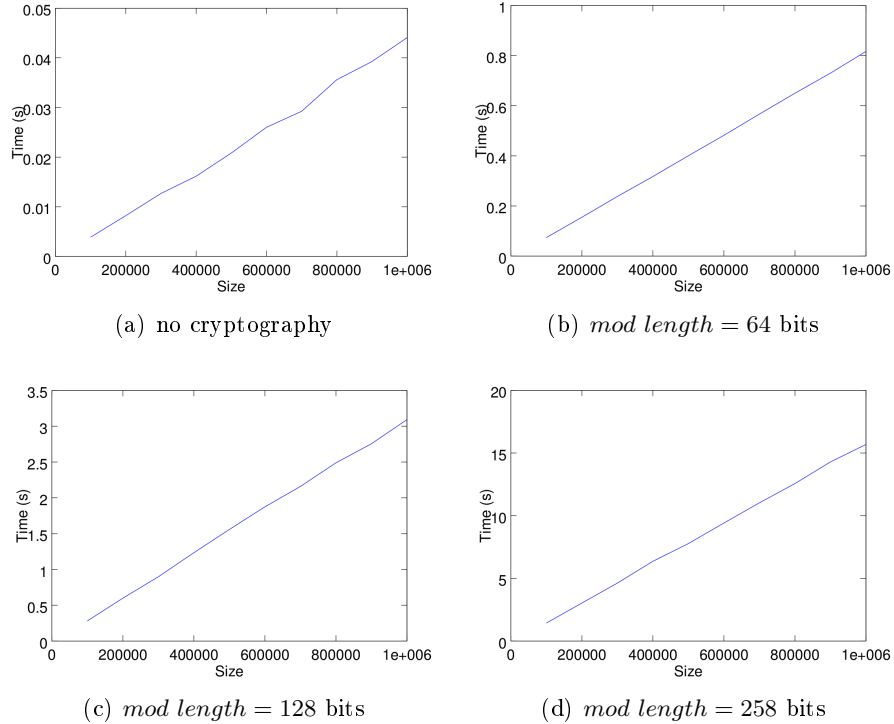 0.05
0.04
0.03
0.02
0.01
0
Time (s)
0 200000 400000 600000 800000 1e+006
Size
(a) no cryptography
1
0.8
0.6
0.4
0.2
0
Time (s)
0 200000 400000 600000 800000 1e+006
Size
(b) mod length = 64 bits
3.5
3
2.5
2
1.5
1
0.5
0
Time (s)
0 200000 400000 600000 800000 1e+006
Size
(c) mod length = 128 bits
20
15
10
5
0
Time (s)
0 200000 400000 600000 800000 1e+006
Size
(d) mod length = 258 bits